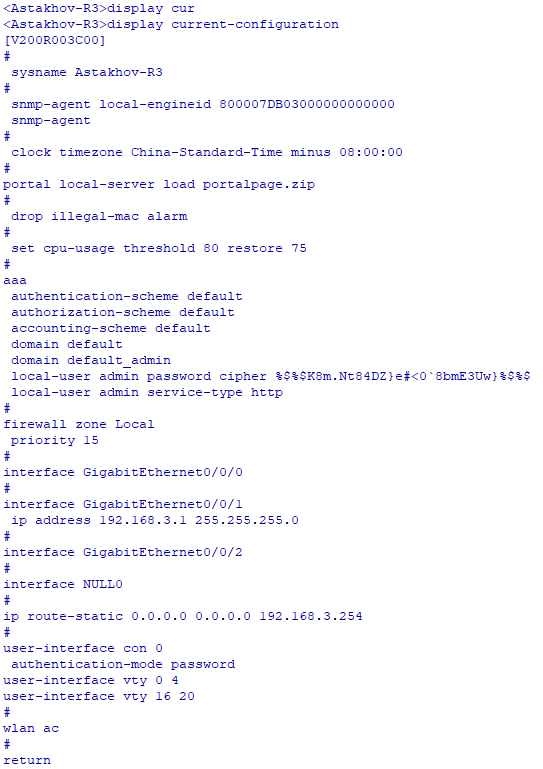 <Astakhov-R3>display cur
<Astakhov-R3>display current-configuration
[V200R003C00]
#
 sysname Astakhov-R3
#
 snmp-agent local-engineid 800007DB03000000000000
 snmp-agent
#
 clock timezone China-Standard-Time minus 08:00:00
#
portal local-server load portalpage.zip
#
 drop illegal-mac alarm
#
 set cpu-usage threshold 80 restore 75
#
aaa
 authentication-scheme default
 authorization-scheme default
 accounting-scheme default
 domain default
 domain default_admin
 local-user admin password cipher %$%$K8m.Nt84DZ}e#<0`8bmE3Uw}%$%$
 local-user admin service-type http
#
firewall zone Local
 priority 15
#
interface GigabitEthernet0/0/0
#
interface GigabitEthernet0/0/1
 ip address 192.168.3.1 255.255.255.0
#
interface GigabitEthernet0/0/2
#
interface NULL0
#
ip route-static 0.0.0.0 0.0.0.0 192.168.3.254
#
user-interface con 0
 authentication-mode password
user-interface vty 0 4
user-interface vty 16 20
#
wlan ac
#
return